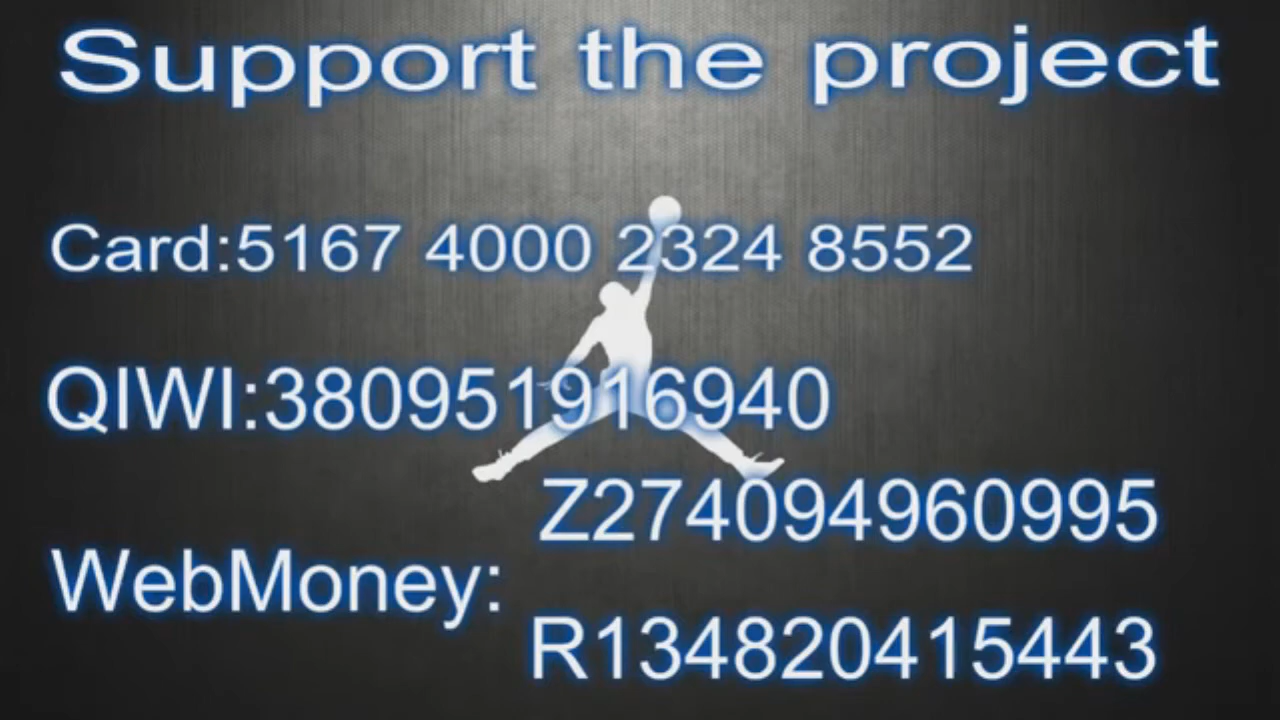 Support the project
Card:5167 4000 2324 8552
QIWI:380951916940
Z274094960995
WebMoney:
R134820415443